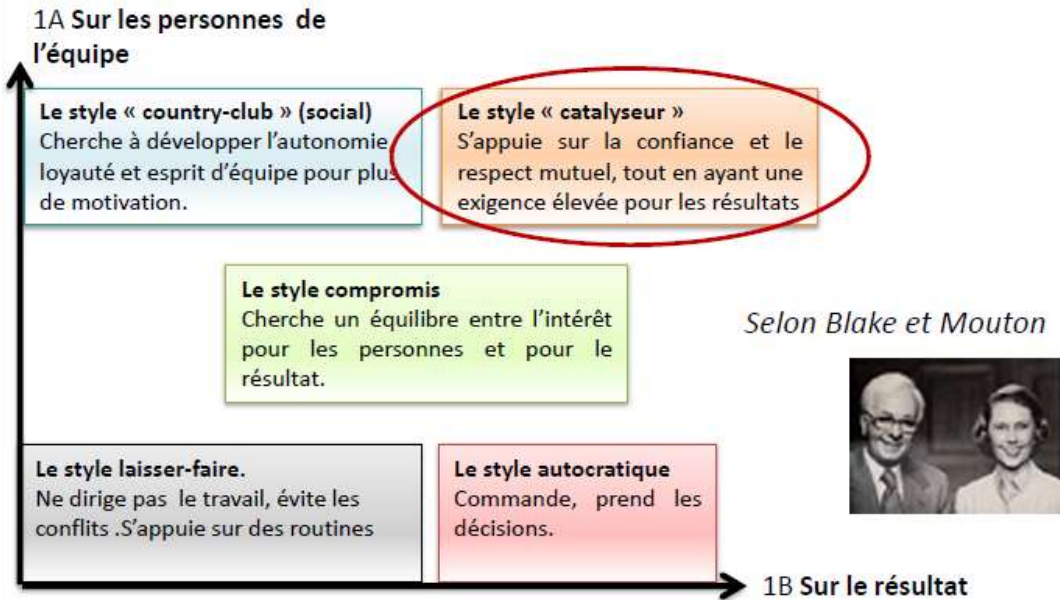 1A Sur les personnes de
l'équipe
Le style « country-club » (social)
Cherche à développer l'autonomie
loyauté et esprit d'équipe pour plus
de motivation.
Le style « catalyseur »
S'appuie sur la confiance et le
respect mutuel, tout en ayant une
exigence élevée pour les résultats
Le style compromis
Cherche un équilibre entre l'intérêt
pour les personnes et pour le
résultat.
Selon Blake et Mouton
Le style laisser-faire.
Ne dirige pas le travail, évite les
conflits .S'appuie sur des routines
Le style autocratique
Commande, prend les
décisions.
1B Sur le résultat